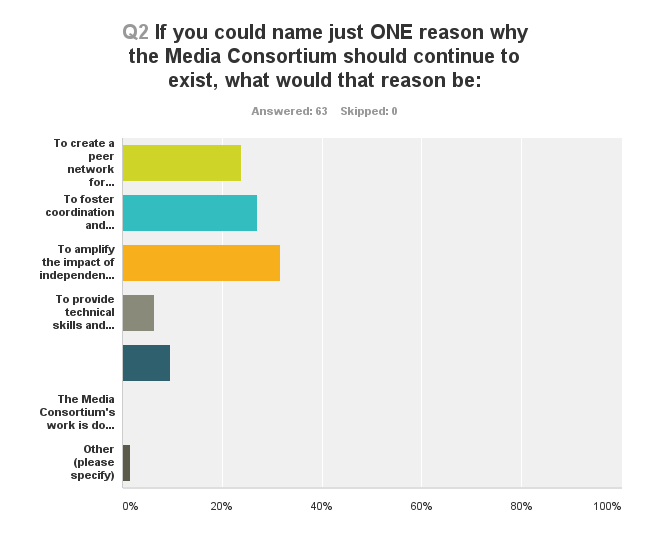 Q2 If you could name just ONE reason why
the Media Consortium should continue to
exist, what would that reason be:
Answered: 63 Skipped: 0
To create a
peer
network
for...
To foster
coordination
and...
To amplify
the impact of
independen...
To provide
technical
skills and...
The Media
Consortium's
work is do...
Other
(please
specify)
0% 20% 40% 60% 80% 100%